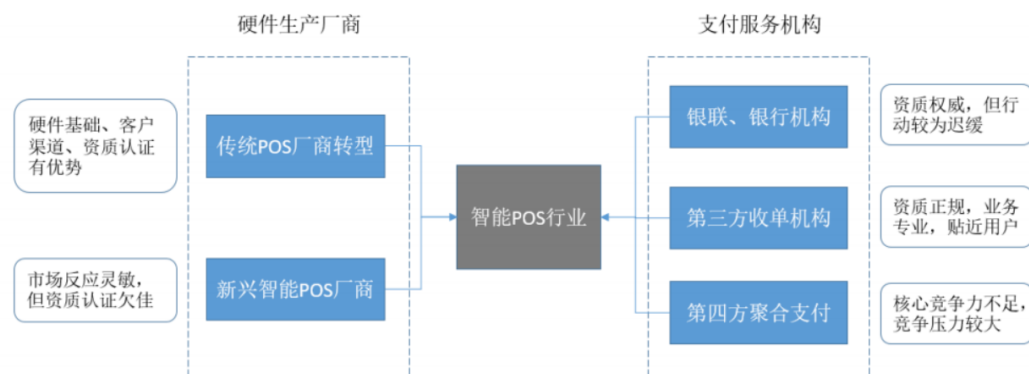 硬件生产厂商
支付服务机构
硬件基础、客户
渠道、资质认证
有优势
传统POS厂商转型
市场反应灵敏，
但资质认证欠佳
新兴智能POS厂商
智能POS行业
银联、银行机构
资质权威，但行
动较为迟缓
第三方收单机构
资质正规，业务
专业，贴近用户
第四方聚合支付
核心竞争力不足，
竞争压力较大